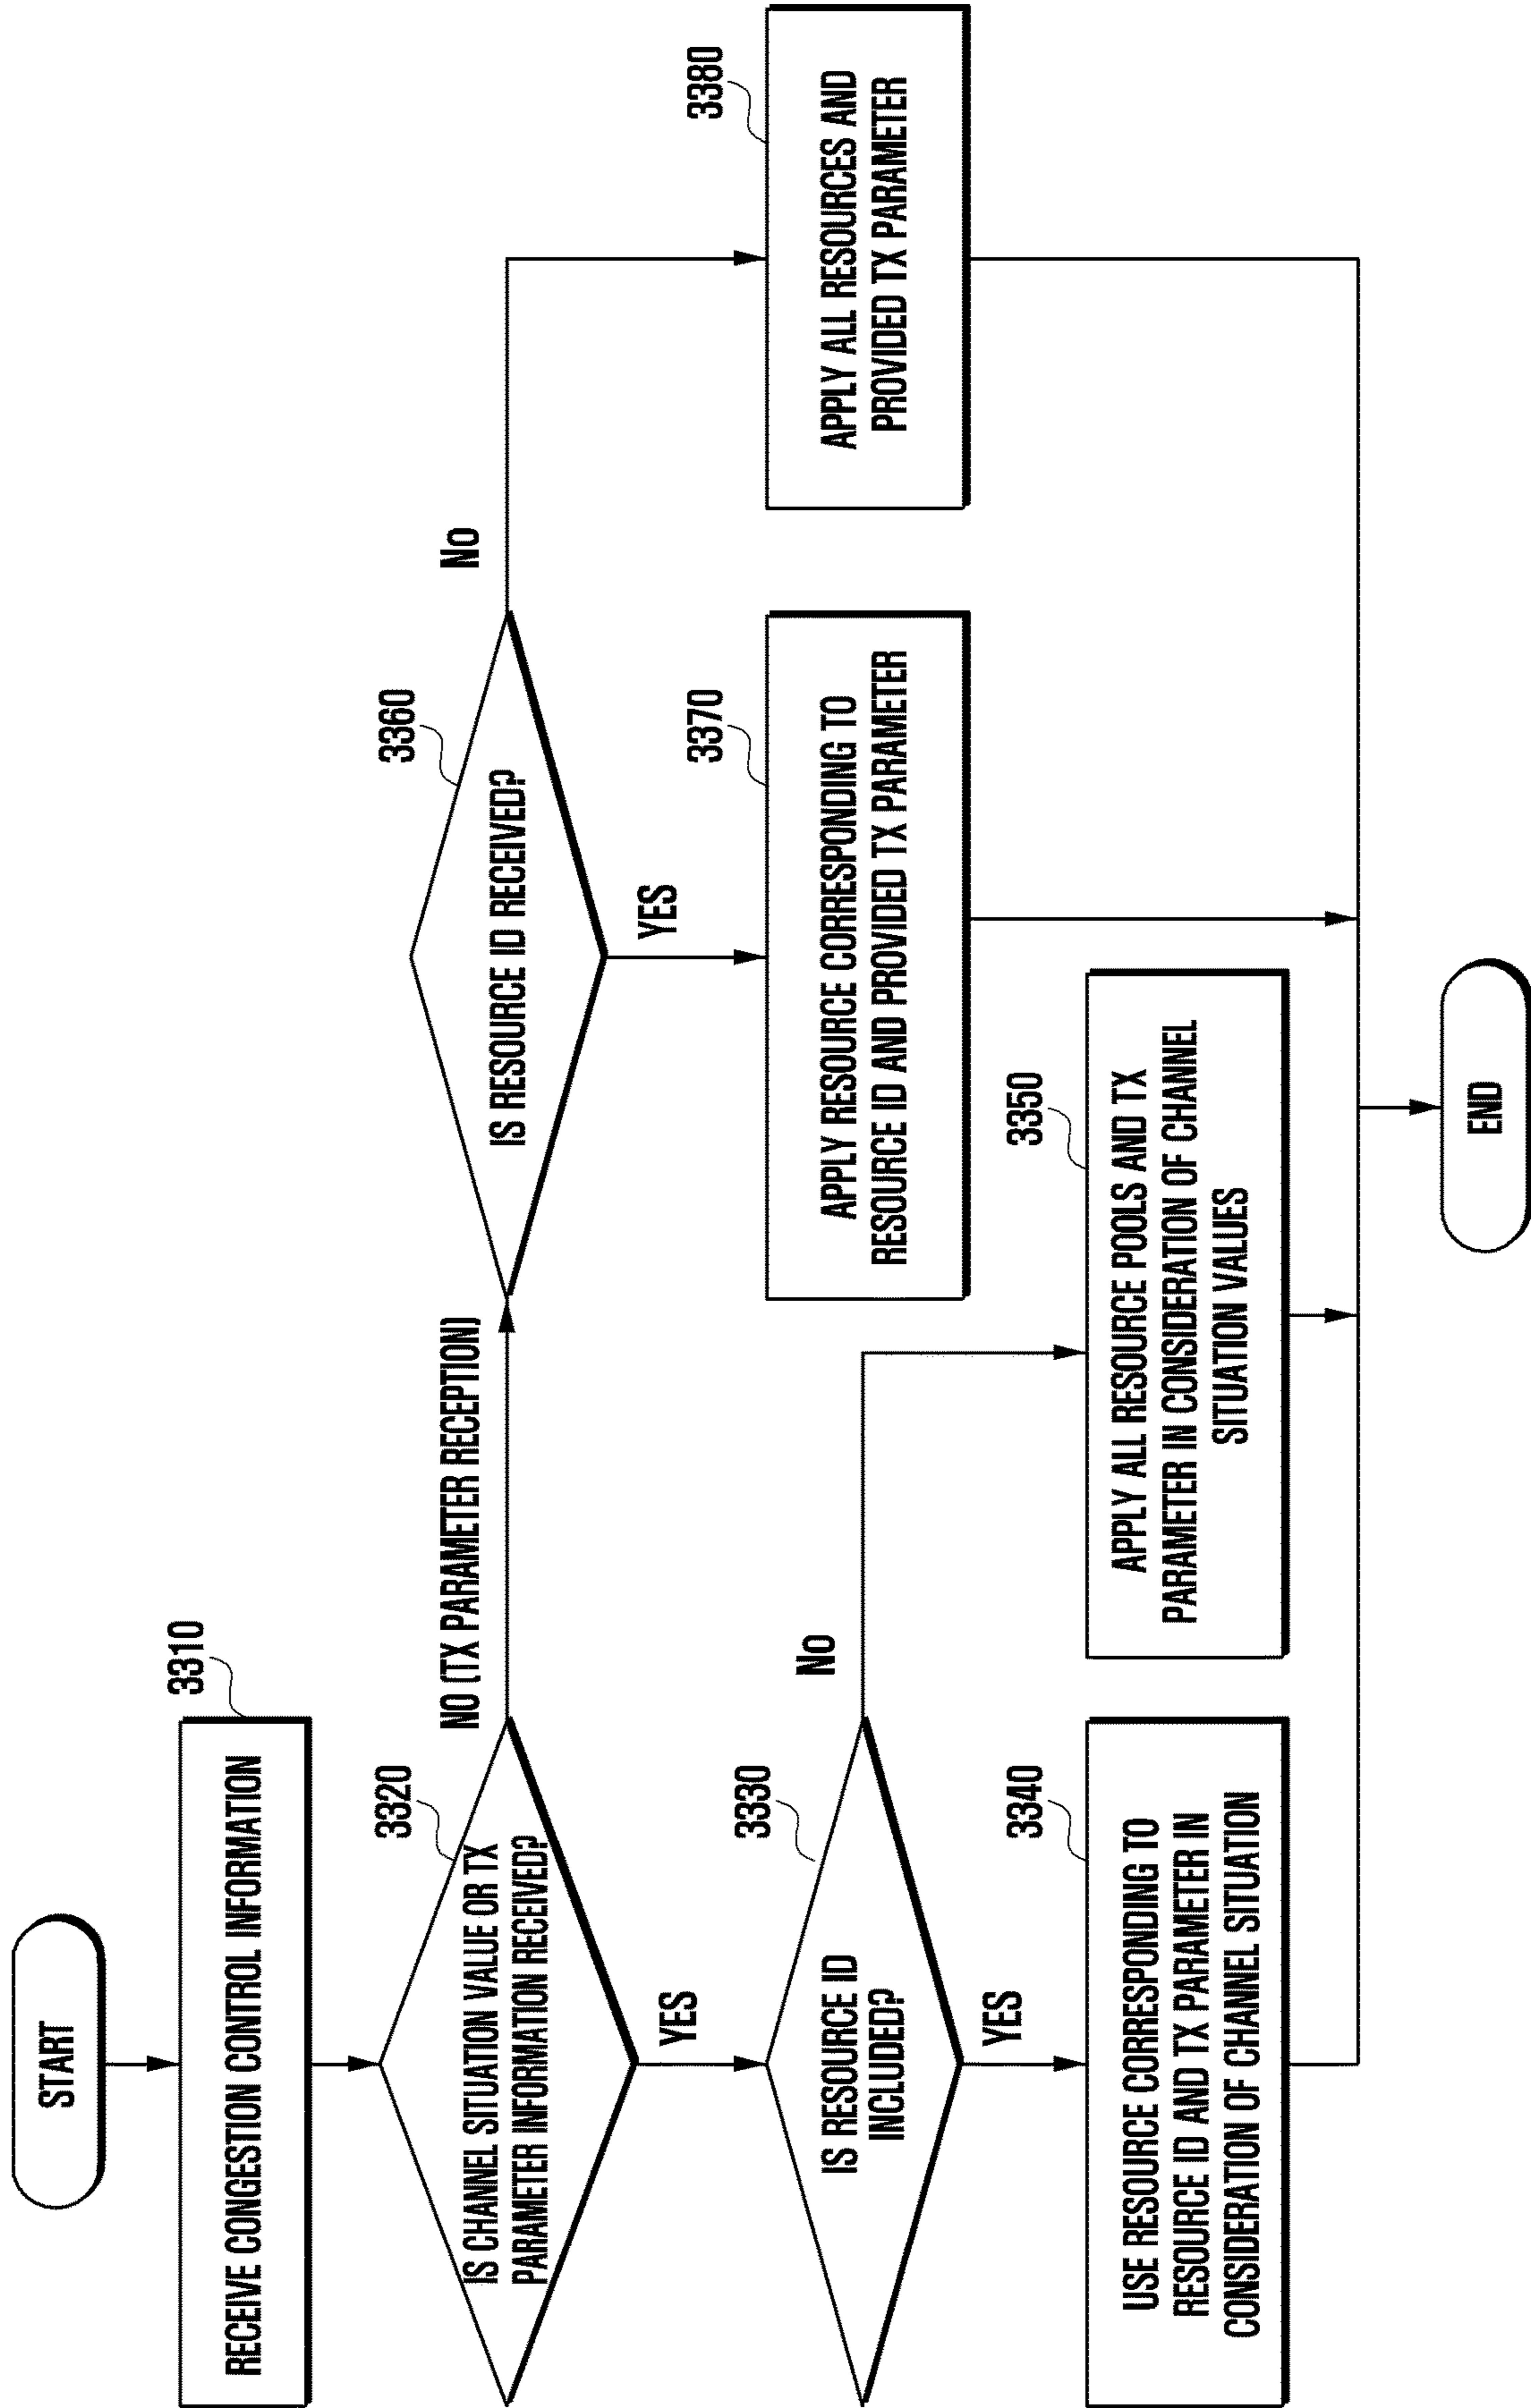 START
3310
RECEIVE CONGESTION CONTROL INFORMATION
3320
IS CHANNEL SITUATION VALUE OR TX
PARAMETER INFORMATION RECEIVED?
NO (TX PARAMETER RECEPTION)
YES
3330
IS RESOURCE ID
INCLUDED?
No
YES
3340
USE RESOURCE CORRESPONDING TO
RESOURCE ID AND TX PARAMETER IN
CONSIDERATION OF CHANNEL SITUATION
3350
APPLY ALL RESOURCE POOLS AND TX
PARAMETER IN CONSIDERATION OF CHANNEL
SITUATION VALUES
3360
IS RESOURCE ID RECEIVED?
No
YES
3370
APPLY RESOURCE CORRESPONDING TO
RESOURCE ID AND PROVIDED TX PARAMETER
3380
APPLY ALL RESOURCES AND
PROVIDED TX PARAMETER
END